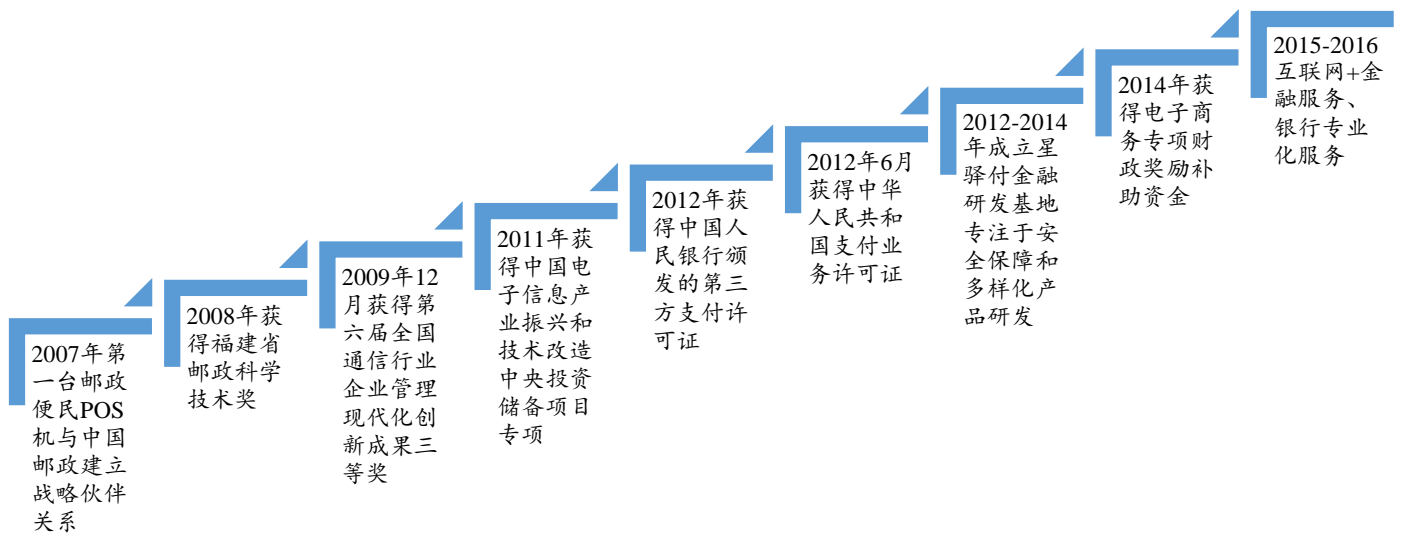 2007年第
一台邮政
便民POS
机与中国
邮政建立
战略伙伴
关系
2008年获
得福建省
邮政科学
技术奖
2009年12
月获得第
六届全国
通信行业
企业管理
现代化创
新成果三
等奖
2011年获
得中国电
子信息产
业振兴和
技术改造
中央投资
储备项目
专项
2012年获
得中国人
民银行颁
发的第三
方支付许
可证
2012年6月
获得中华
人民共和
国支付业
务许可证
2012-2014
年成立星
驿付金融
研发基地
专注于安
全保障和
多样化产
品研发
2014年获
得电子商
务专项财
政奖励补
助资金
2015-2016
互联网+金
融服务、
银行专业
化服务